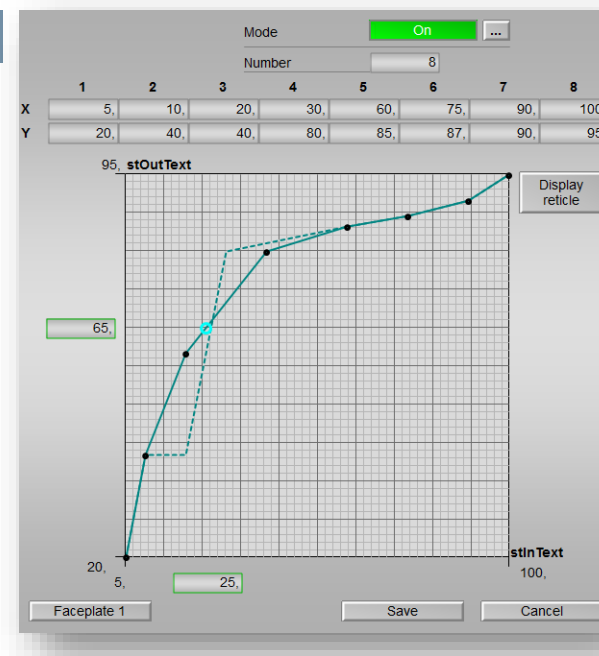 Mode On ...
Number 8
1 2 3 4 5 6 7 8
X 5, 10, 20, 30, 60, 75, 90, 100
Y 20, 40, 40, 80, 85, 87, 90, 95
95, stOutText
Display
reticle
65,
stInText
20,
5, 25, 100,
Faceplate 1 Save Cancel